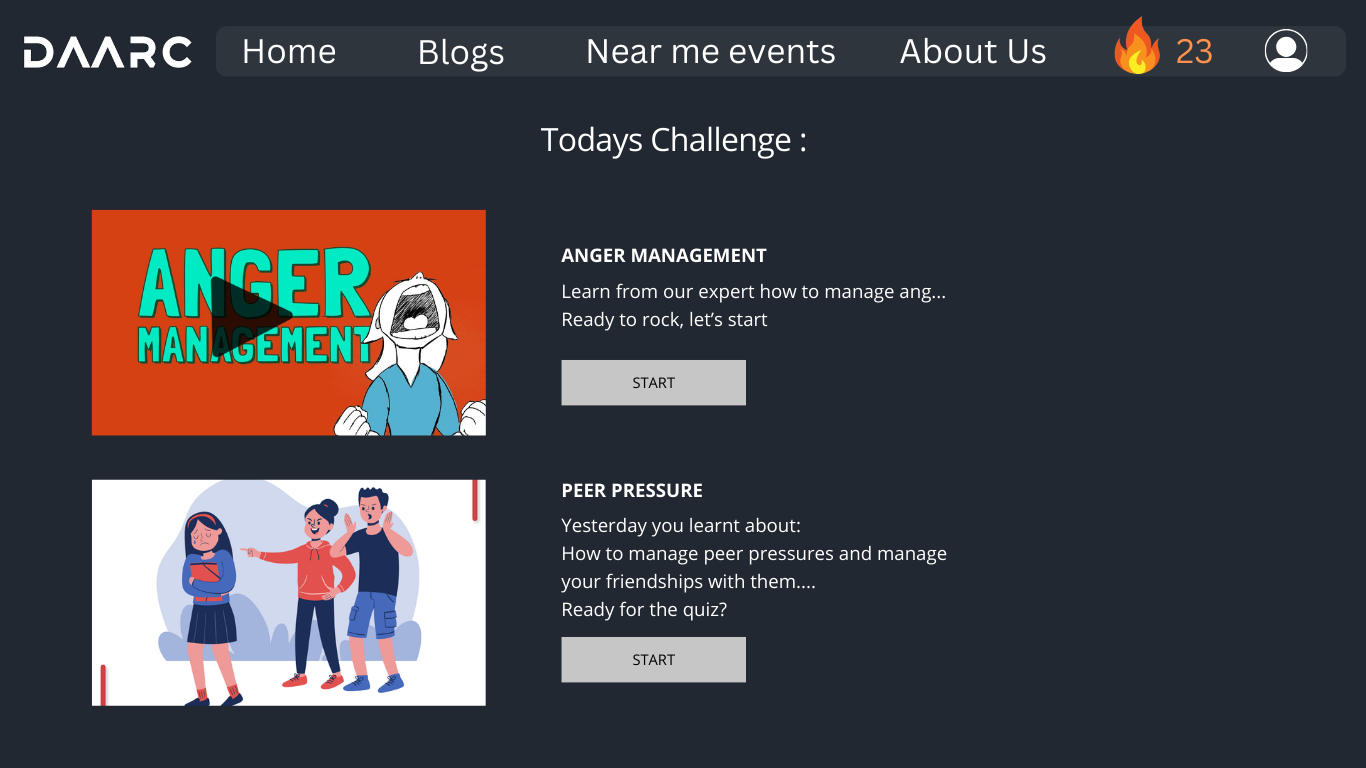 DAARC Home Blogs Near me events About Us 23
Todays Challenge :
ANGER
MANAGEMENT
ANGER MANAGEMENT
Learn from our expert how to manage ang...
Ready to rock, let’s start
START
PEER PRESSURE
Yesterday you learnt about:
How to manage peer pressures and manage
your friendships with them....
Ready for the quiz?
START